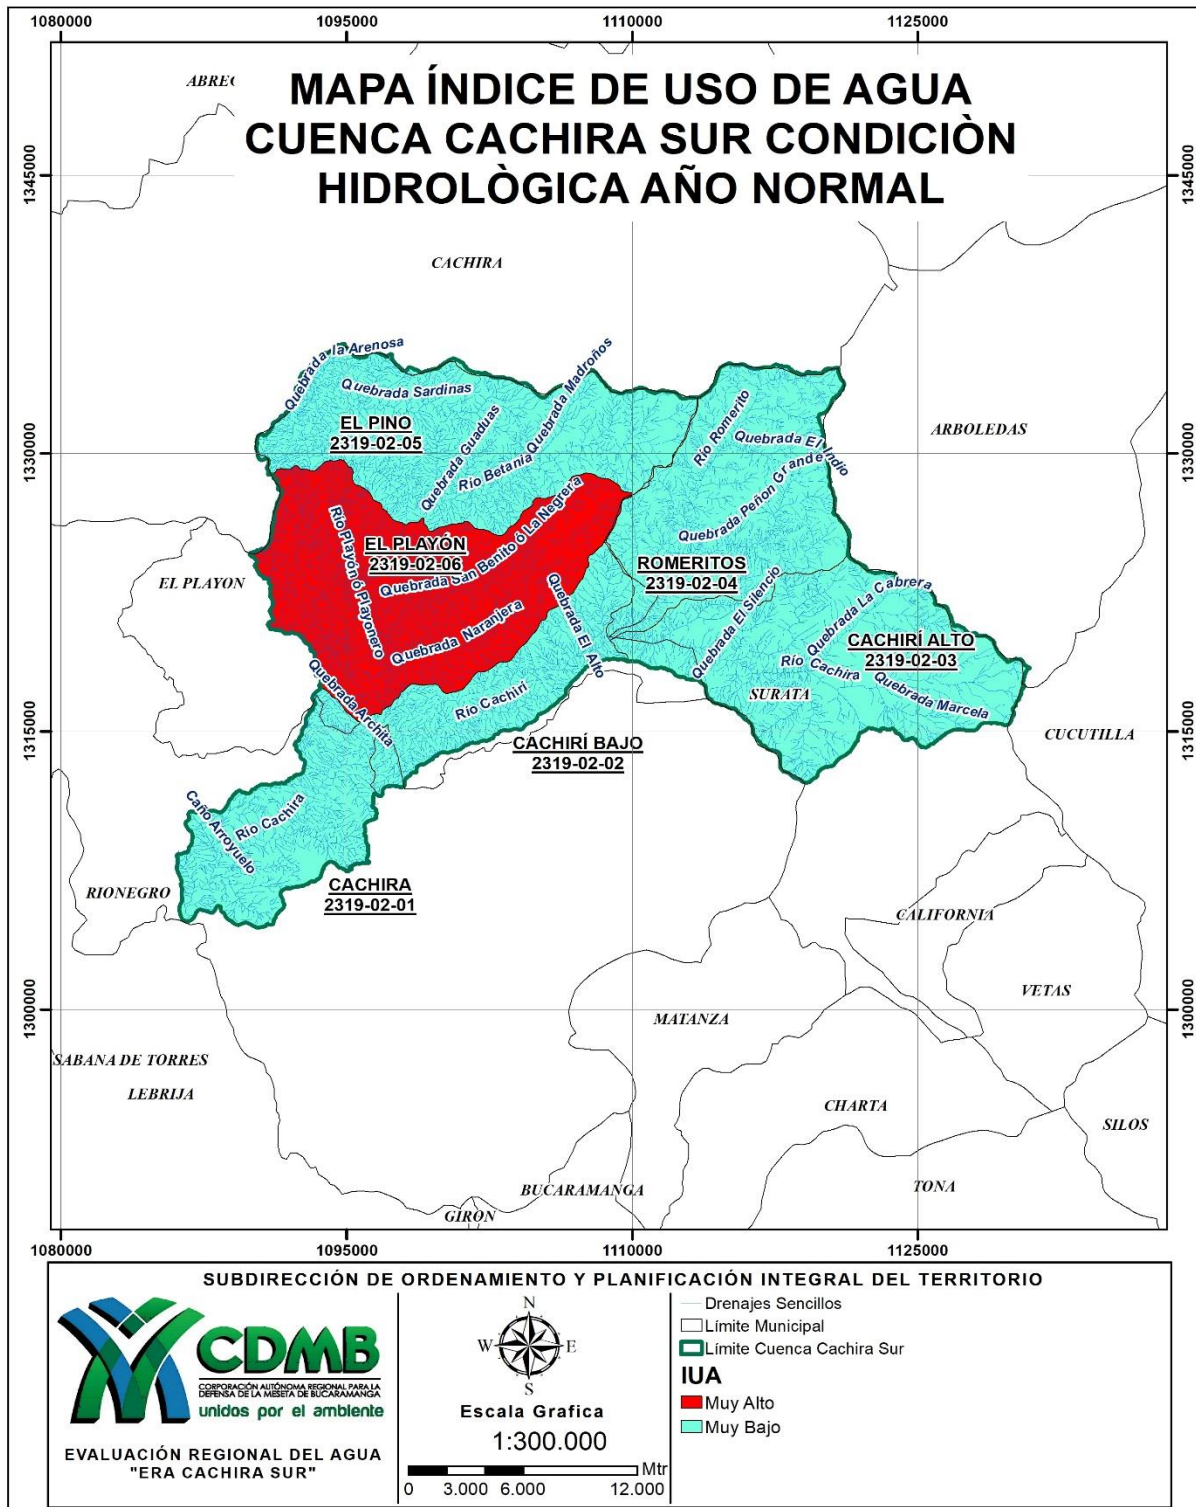 1080000 1095000 1110000 1125000
ABREC
MAPA ÍNDICE DE USO DE AGUA
CUENCA CACHIRA SUR CONDICIÒN
HIDROLÒGICA AÑO NORMAL
1345000 1345000
CACHIRA
Quebrada la Arenosa
Quebrada Sardinas
Quebrada Madroños
EL PINO
2319-02-05
Quebrada Guaduas
Río Betania
Río Romerito
Quebrada El Indio
Quebrada Peñon Grande
ARBOLEDAS
1330000 1330000
EL PLAYON
Río Playón ó Playonero
EL PLAYÓN
2319-02-06
Quebrada San Benito ó La Negrera
Quebrada Naranjera
Quebrada El Alto
ROMERITOS
2319-02-04
Quebrada El Silencio
Quebrada La Cabrera
CACHIRÍ ALTO
2319-02-03
Río Cachira
Quebrada Marcela
SURATA
Quebrada Archita
Río Cachirí
CACHIRÍ BAJO
2319-02-02
CUCUTILLA
1315000 1315000
Caño Arroyuelo
Río Cachira
CACHIRA
2319-02-01
RIONEGRO
CALIFORNIA
VETAS
MATANZA
1300000 1300000
SABANA DE TORRES
LEBRIJA
CHARTA
SILOS
BUCARAMANGA
TONA
GIRON
1080000 1095000 1110000 1125000
SUBDIRECCIÓN DE ORDENAMIENTO Y PLANIFICACIÓN INTEGRAL DEL TERRITORIO
CDMB
CORPORACIÓN AUTÓNOMA REGIONAL PARA LA
DEFENSA DE LA MESETA DE BUCARAMANGA
unidos por el ambiente
EVALUACIÓN REGIONAL DEL AGUA
"ERA CACHIRA SUR"
N
W E
S
Escala Grafica
1:300.000
Mtr
0 3.000 6.000 12.000
Drenajes Sencillos
Límite Municipal
Límite Cuenca Cachira Sur
IUA
Muy Alto
Muy Bajo